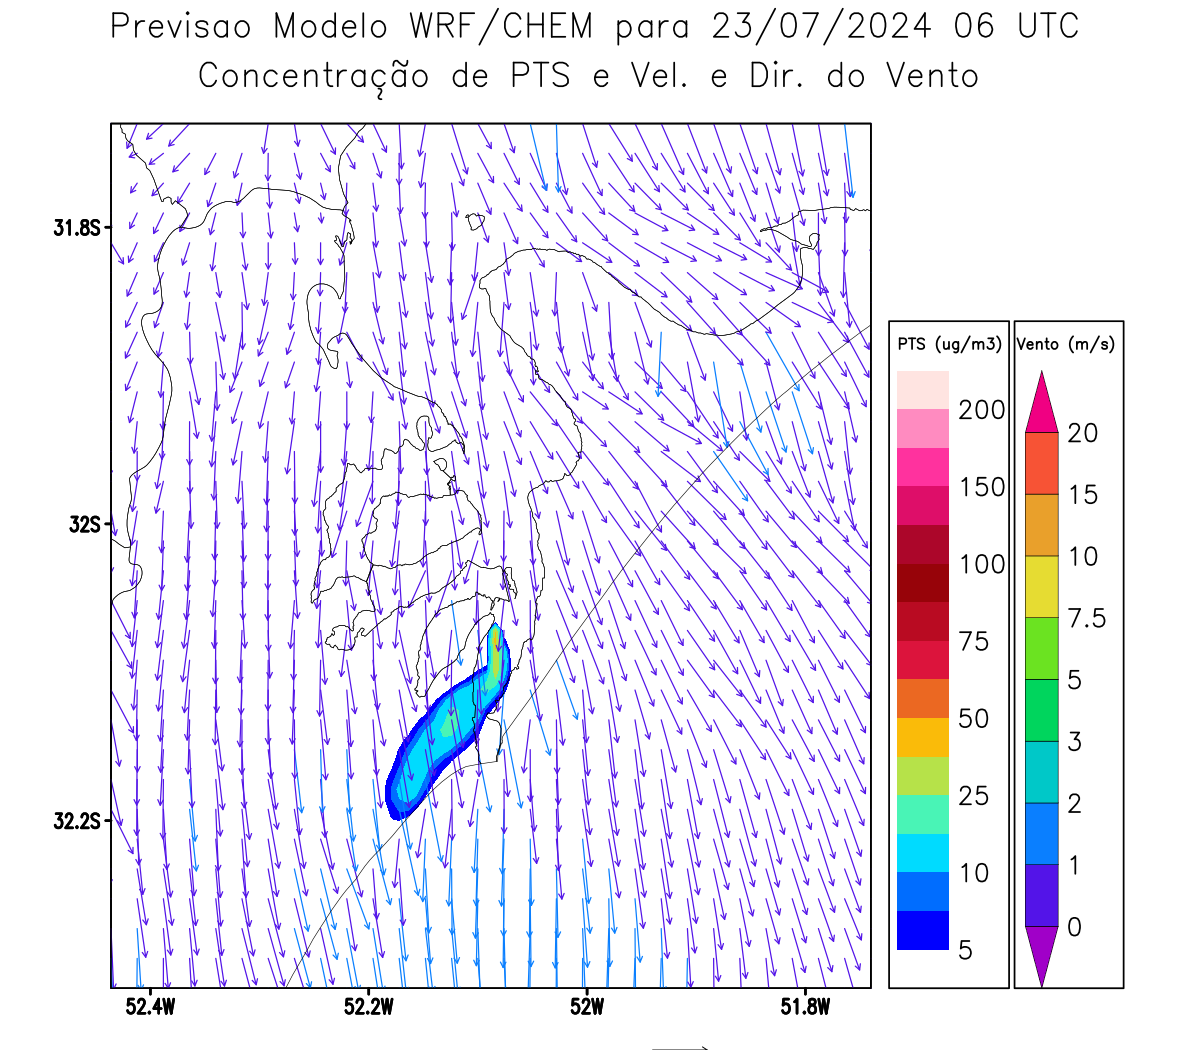 Previsao Modelo WRF/CHEM para 23/07/2024 06 UTC
Concentração de PTS e Vel. e Dir. do Vento
31.8S
32S
32.2S
52.4W
52.2W
52W
51.8W
PTS (ug/m3)
200
150
100
75
50
25
10
5
Vento (m/s)
20
15
10
7.5
5
3
2
1
0